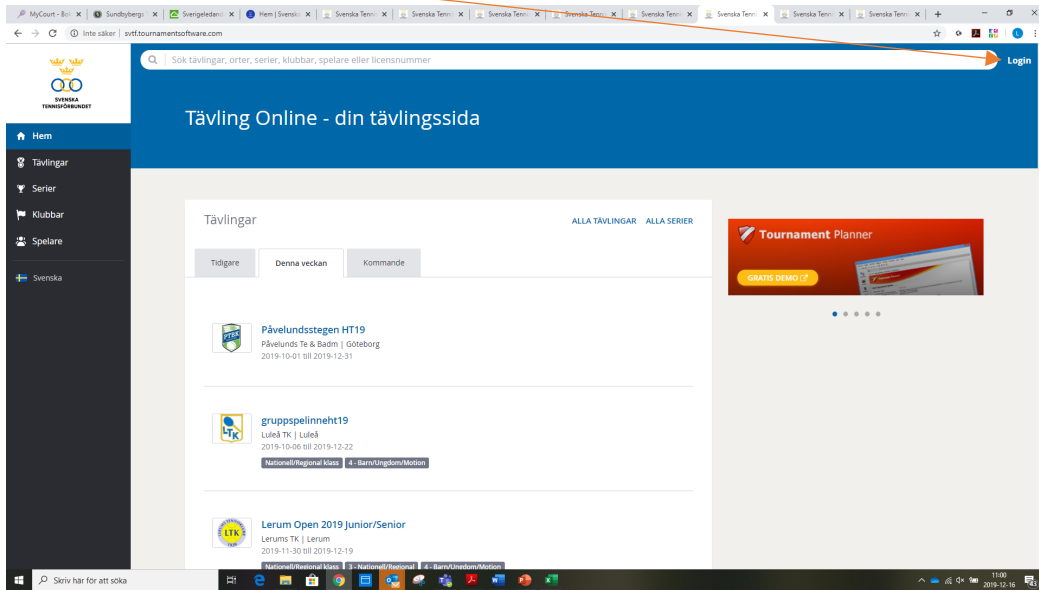 MyCourt - Bok
Sundbybergs
Sverigeledand
Hem | Svenska
Svenska Tenni
Svenska Tenni
Svenska Tenni
Svenska Tenni
Svenska Tenni
Svenska Tenni
Svenska Tenni
Svenska Tenni
Inte säker | svtf.tournamentsoftware.com
SVENSKA
TENNISFÖRBUNDET
Sök tävlingar, orter, serier, klubbar, spelare eller licensnummer
Login
Tävling Online - din tävlingssida
Hem
Tävlingar
Serier
Klubbar
Spelare
Svenska
Tävlingar
ALLA TÄVLINGAR ALLA SERIER
Tidigare Denna veckan Kommande
Påvelundsstegen HT19
Påvelunds Te & Badm | Göteborg
2019-10-01 till 2019-12-31
LTK
gruppspelinneht19
Luleå TK | Luleå
2019-10-06 till 2019-12-22
Nationell/Regional klass 4 - Barn/Ungdom/Motion
LTK
Lerum Open 2019 Junior/Senior
Lerums TK | Lerum
2019-11-30 till 2019-12-19
Nationell/Regional klass 3 - Nationell/Regional 4 - Barn/Ungdom/Motion
Tournament Planner
GRATIS DEMO
Skriv här för att söka
11:00
2019-12-16